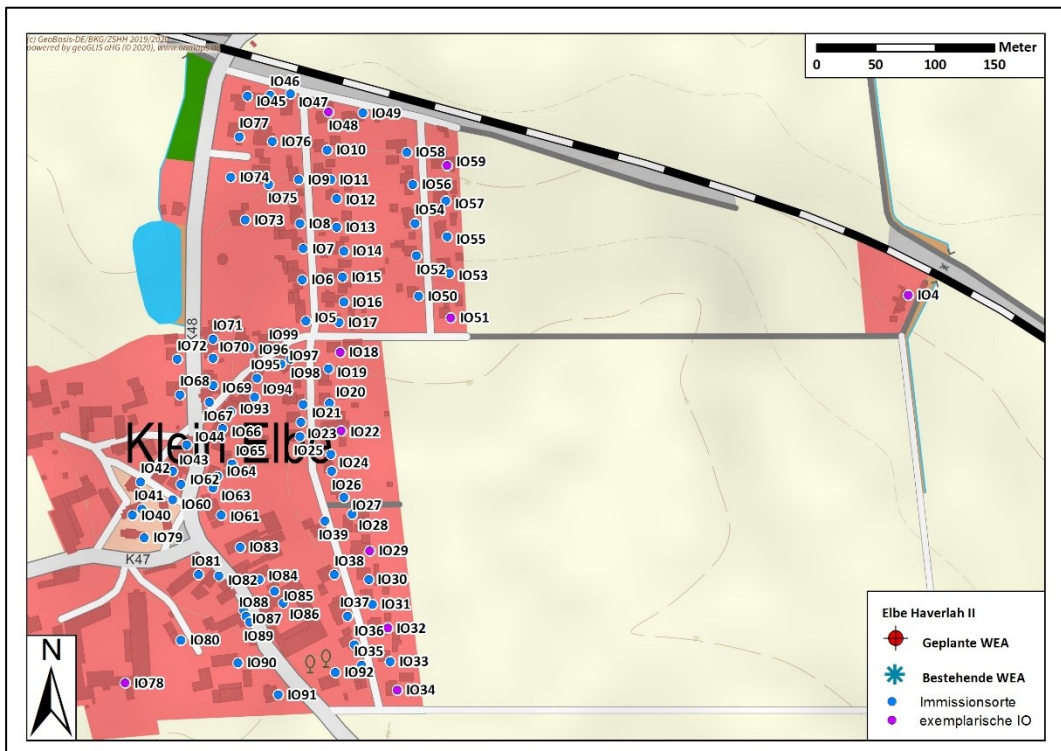 (c) GeoBasis-DE/BKG/ZSHH 2019/2020
powered by geoGLIS oHG (© 2020), www.onmaps.de
Meter
0 50 100 150
IO46
IO45
IO47
IO48
IO49
IO77
IO76
IO10
IO58
IO59
IO74
IO9
IO11
IO56
IO75
IO12
IO57
IO73
IO8
IO13
IO54
IO55
IO7
IO14
IO52
IO53
IO6
IO15
IO4
IO16
IO50
IO5
IO17
IO51
K48
IO71
IO99
IO72
IO70
IO96
IO97
IO18
IO95
IO98
IO19
IO68
IO69
IO94
IO20
IO93
IO67
IO21
IO22
IO66
IO44
Klein Elbe
IO23
IO43
IO65
IO25
IO24
IO42
IO64
IO62
IO26
IO41
IO63
IO60
IO27
IO40
IO61
IO28
IO39
IO79
IO83
IO29
K47
IO81
IO38
IO82
IO84
IO30
IO85
IO88
IO86
IO37
IO31
IO87
IO89
IO36
IO32
IO80
IO35
IO90
IO33
IO92
IO78
IO91
IO34
N
Elbe Haverlah II
Geplante WEA
Bestehende WEA
Immissionsorte
exemplarische IO